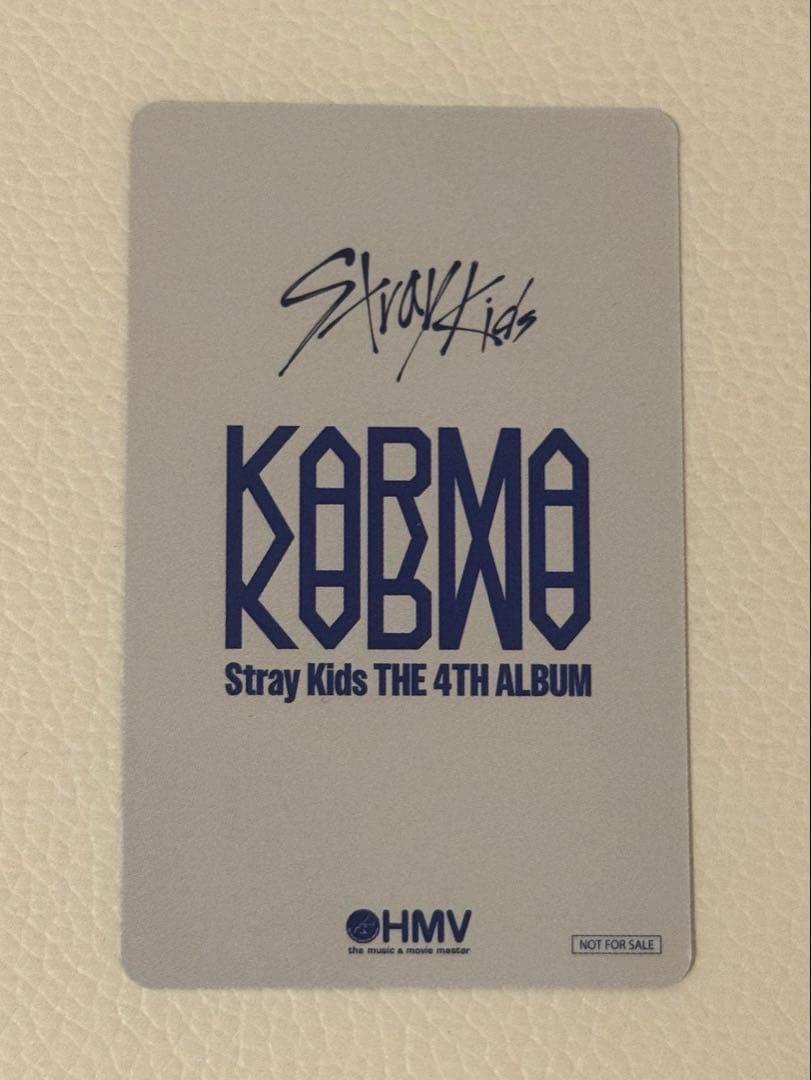 Stray Kids
KARMA
Stray Kids THE 4TH ALBUM
HMV
the music & movie master
NOT FOR SALE